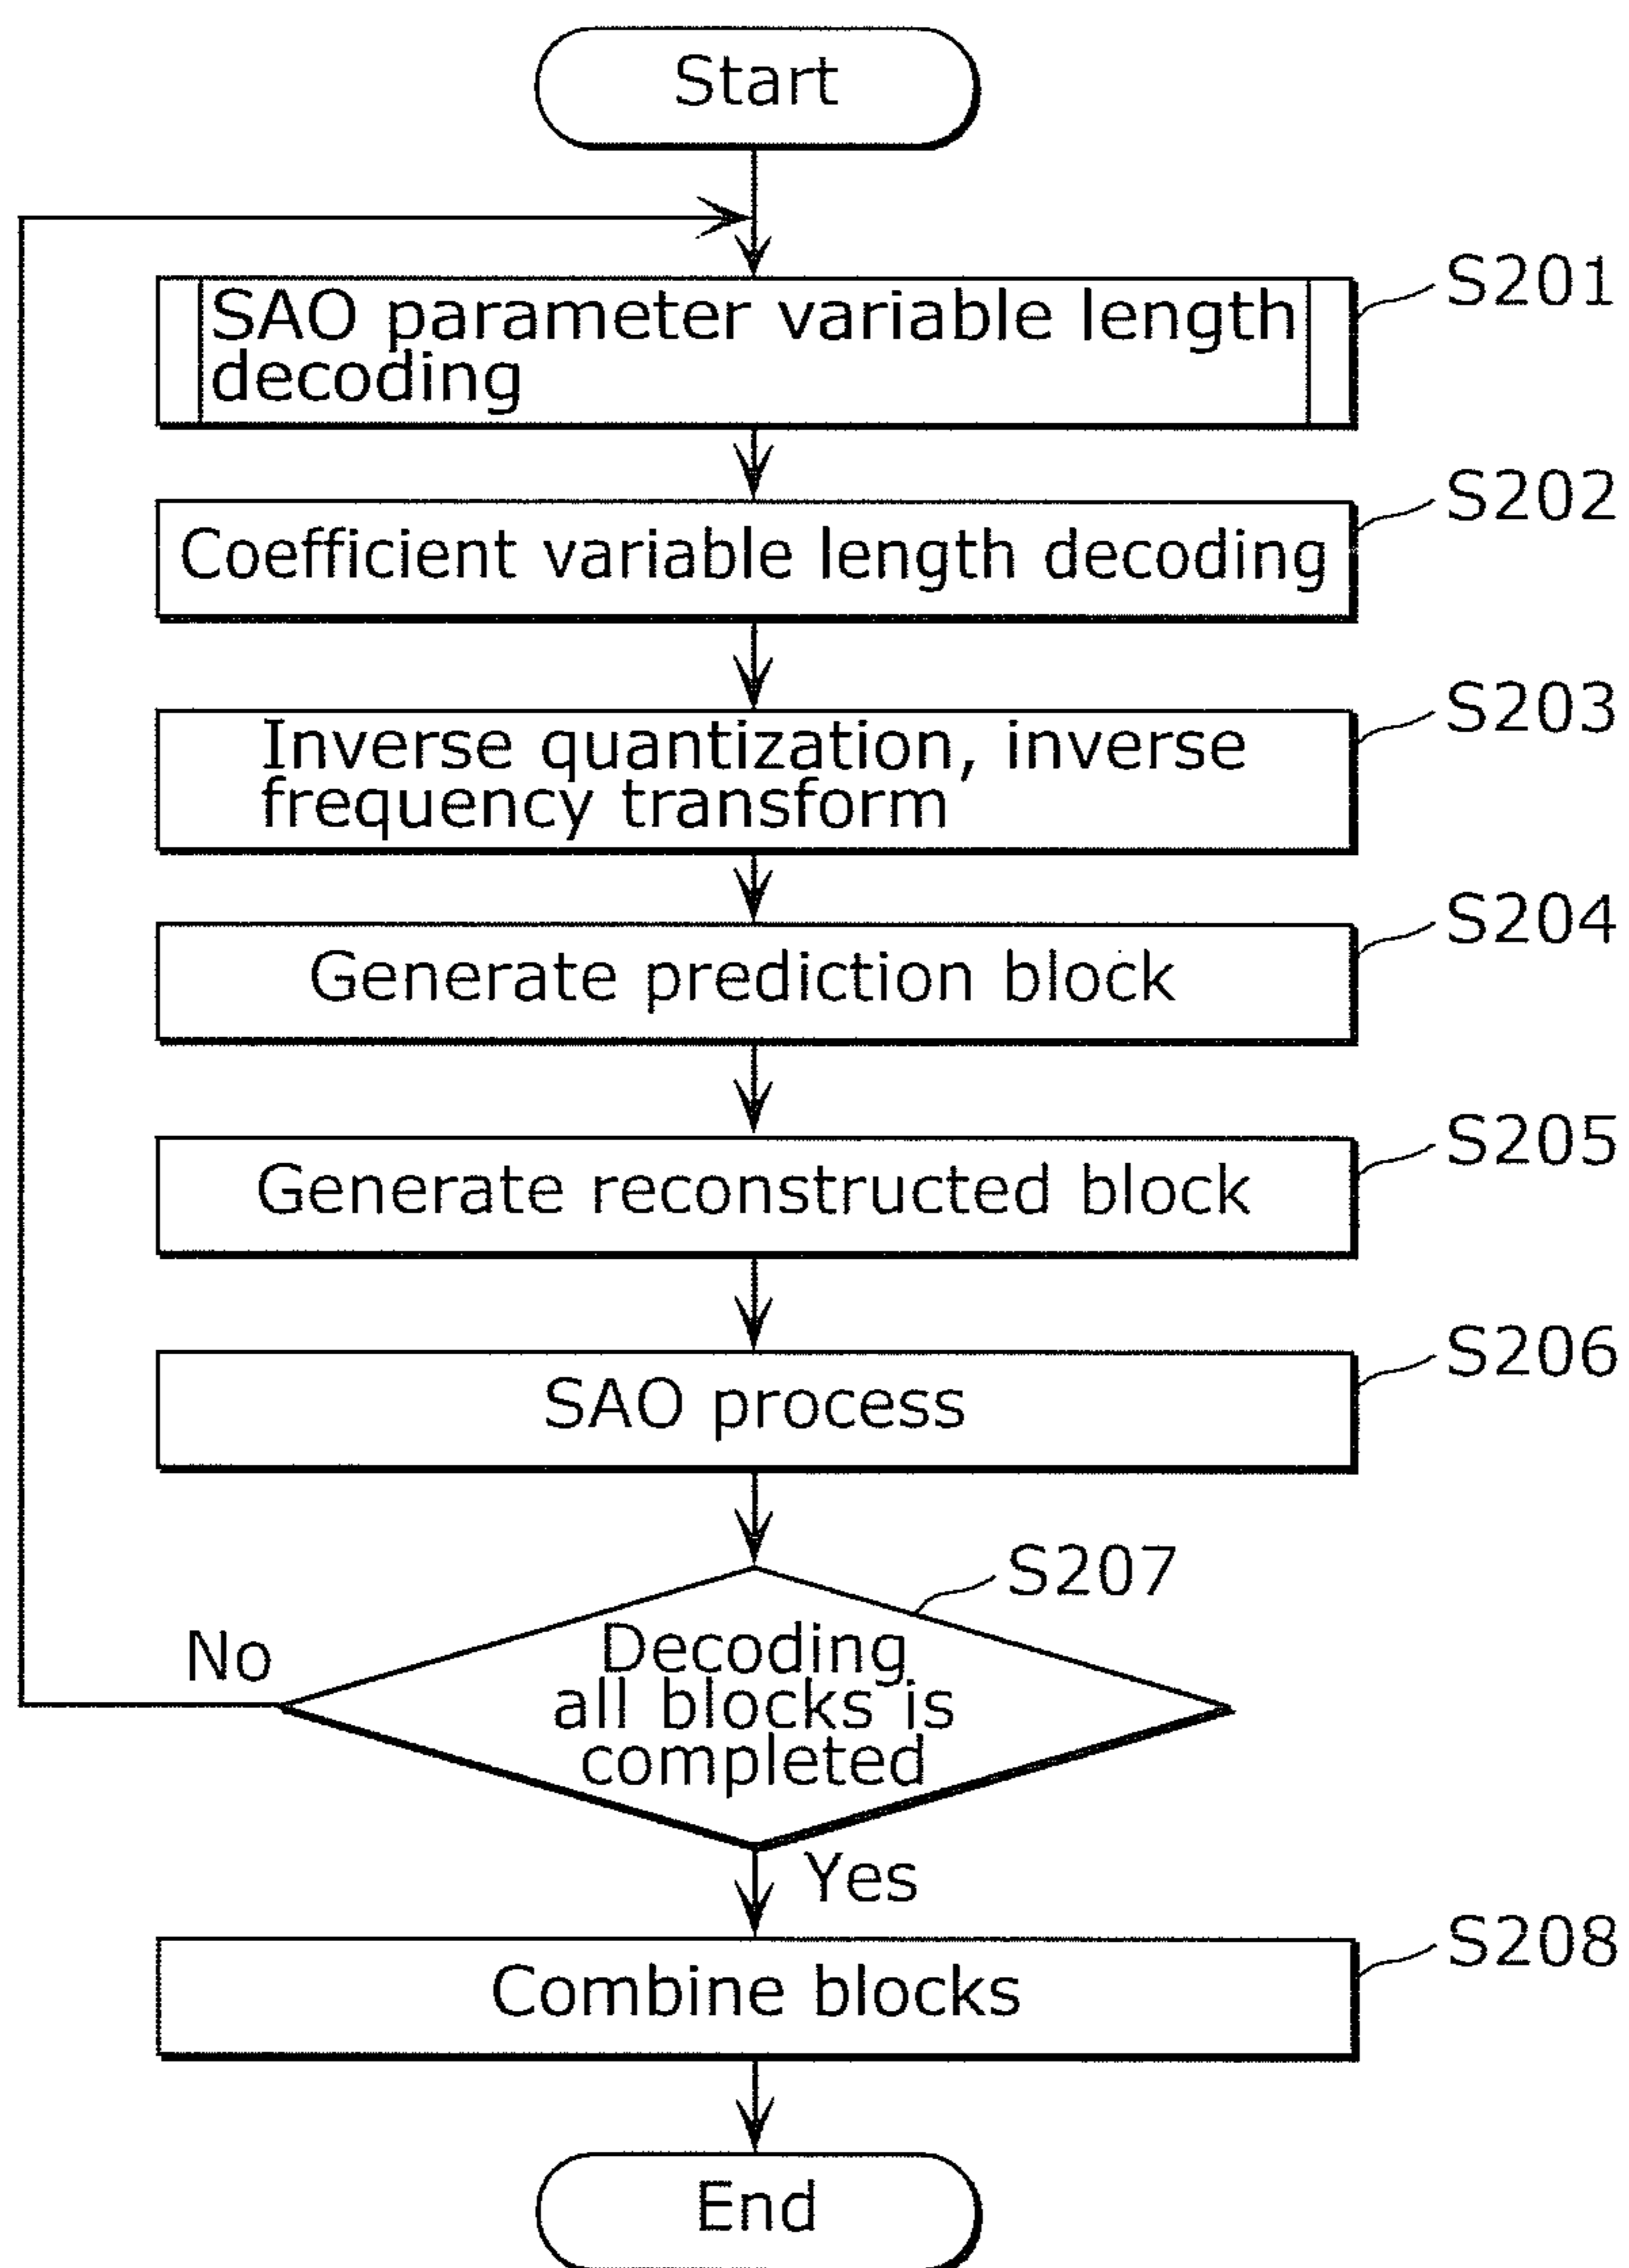 Start
SAO parameter variable length
decoding
S201
Coefficient variable length decoding
S202
Inverse quantization, inverse
frequency transform
S203
Generate prediction block
S204
Generate reconstructed block
S205
SAO process
S206
S207
Decoding
all blocks is
completed
No
Yes
Combine blocks
S208
End